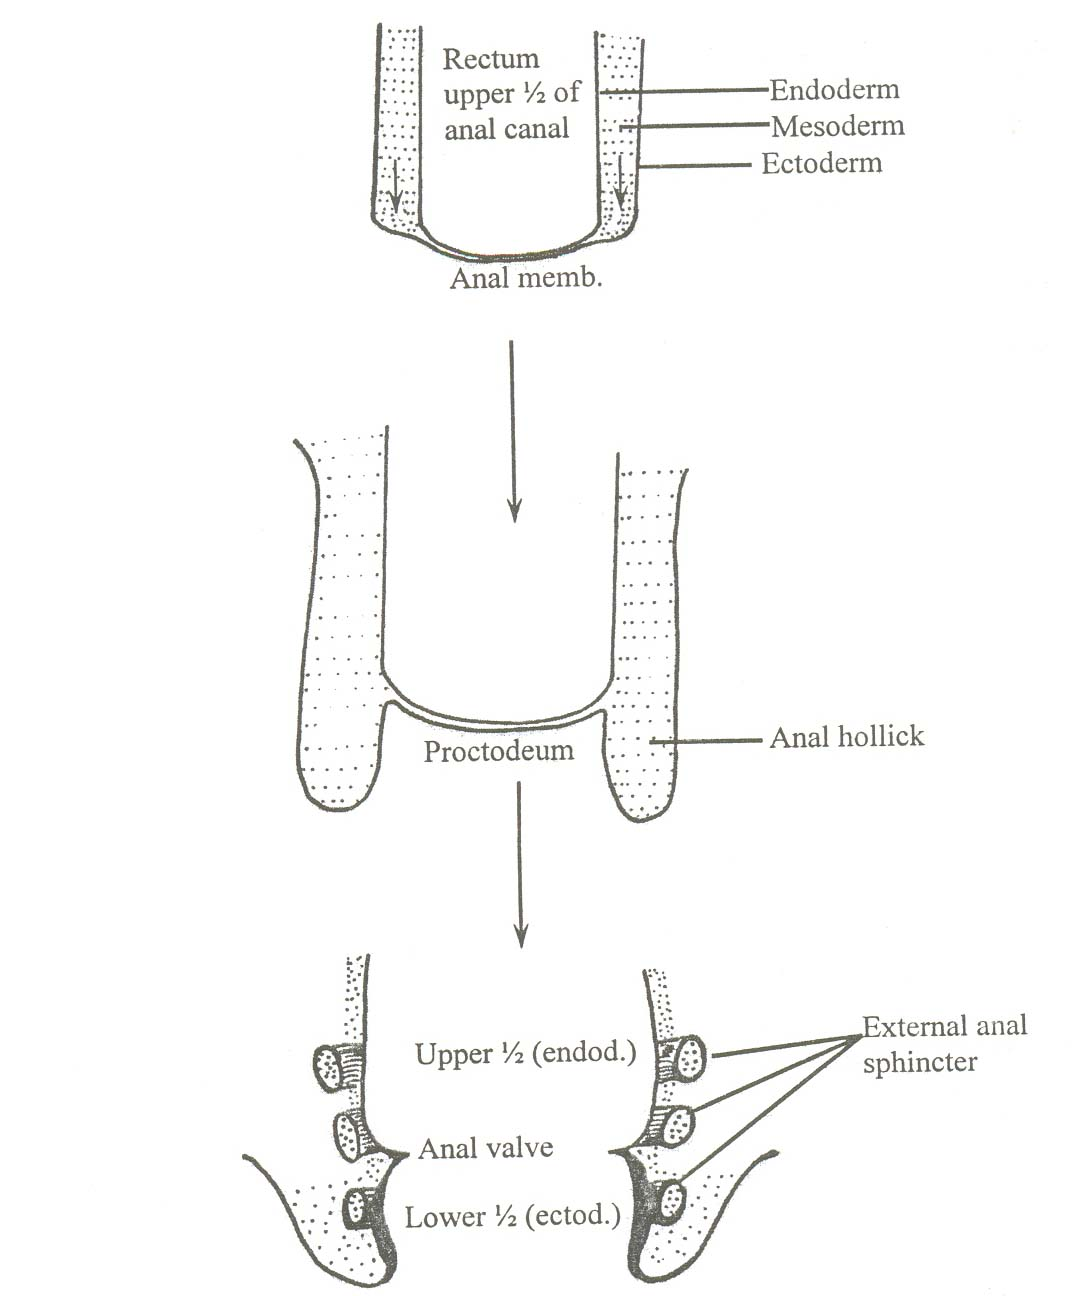 Rectum
upper ½ of
anal canal
Endoderm
Mesoderm
Ectoderm
Anal memb.
Proctodeum
Anal hollick
Upper ½ (endod.)
External anal
sphincter
Anal valve
Lower ½ (ectod.)